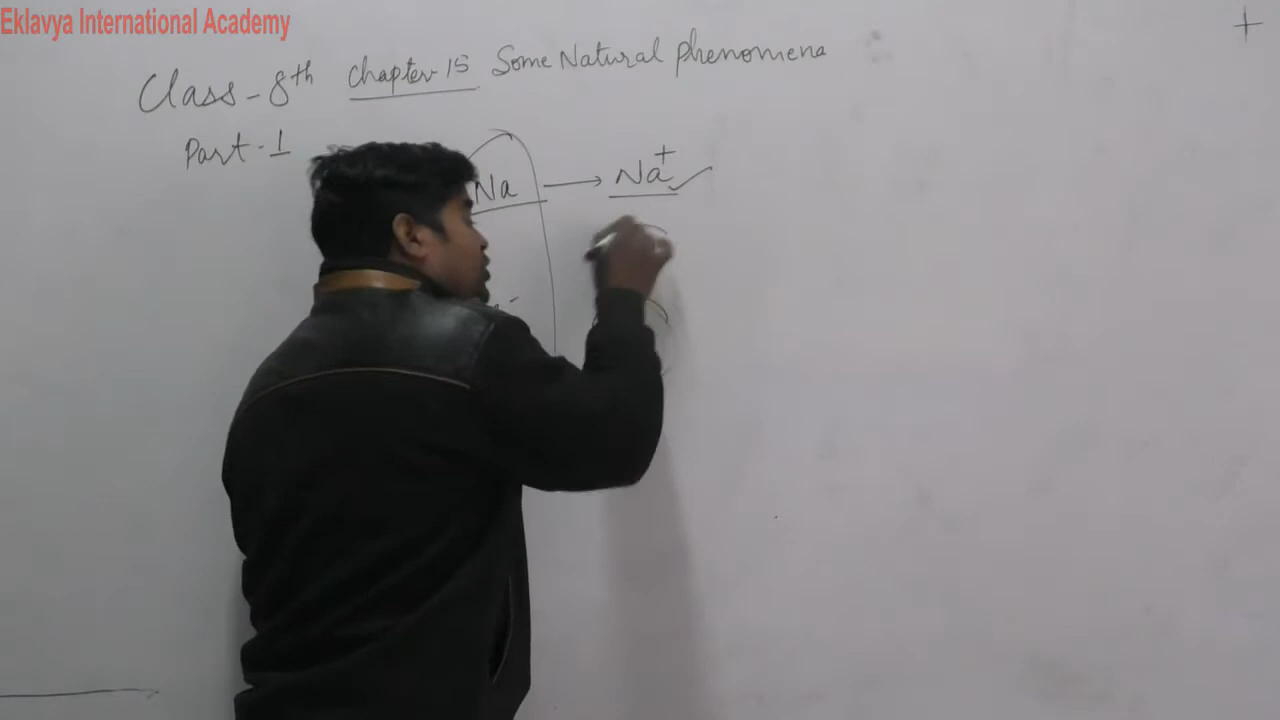 Eklavya International Academy
+
Class - 8th Chapter 15 Some Natural Phenomena
Part - 1
Na → Na⁺ ✓